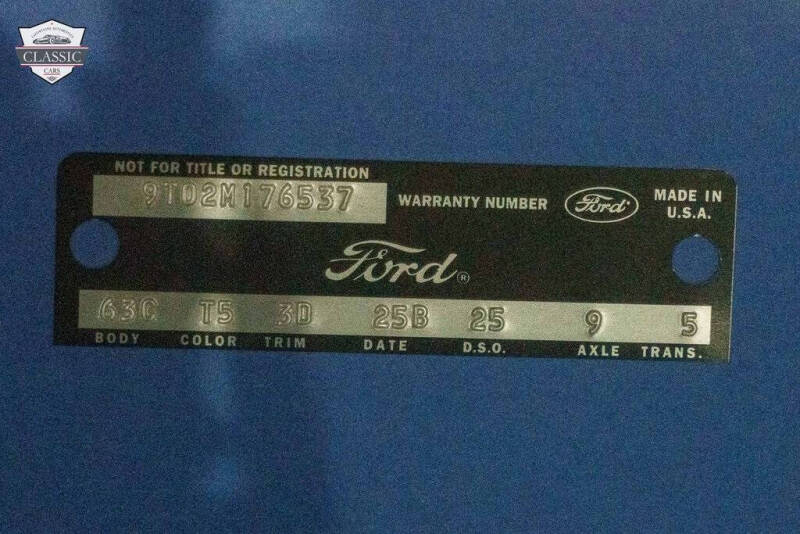 CLASSIC
CARS
NOT FOR TITLE OR REGISTRATION
9T02M176537
WARRANTY NUMBER
Ford
MADE IN U.S.A.
Ford ®
63C T5 3D 25B 25 9 5
BODY COLOR TRIM DATE D.S.O. AXLE TRANS.